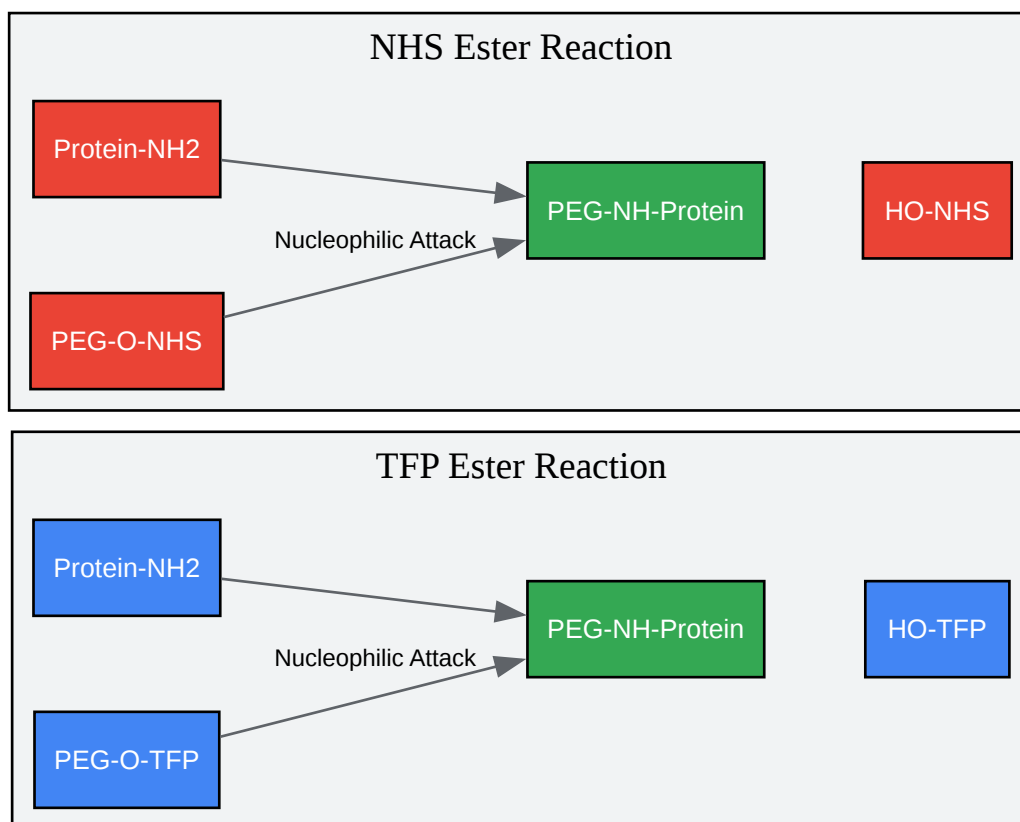 NHS Ester Reaction
Protein-NH2
PEG-NH-Protein
HO-NHS
Nucleophilic Attack
PEG-O-NHS
TFP Ester Reaction
Protein-NH2
PEG-NH-Protein
HO-TFP
Nucleophilic Attack
PEG-O-TFP